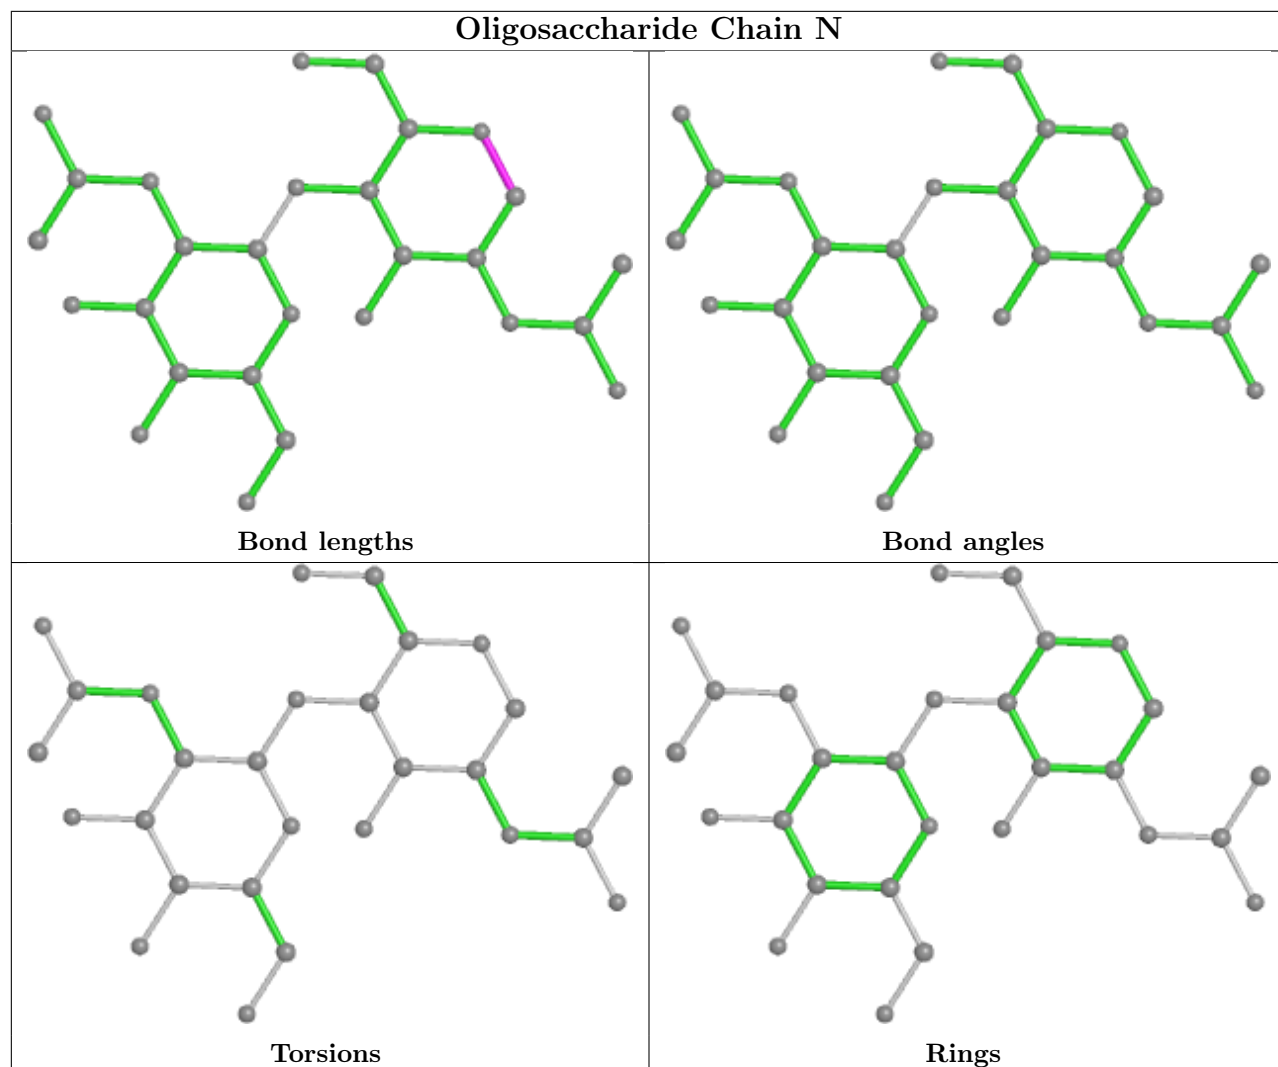 Oligosaccharide Chain N
Bond lengths
Bond angles
Torsions
Rings